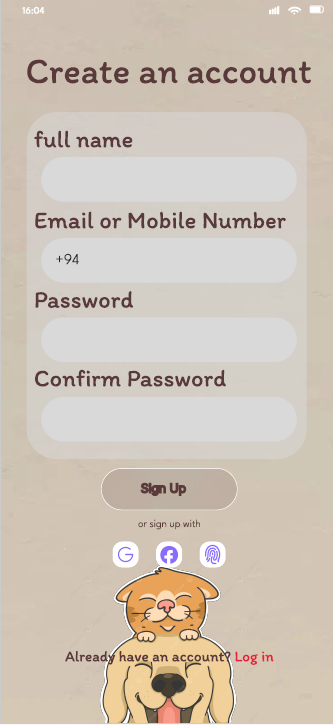 16:04
Create an account
full name
Email or Mobile Number
+94
Password
Confirm Password
Sign Up
or sign up with
G
Already have an account? Log in